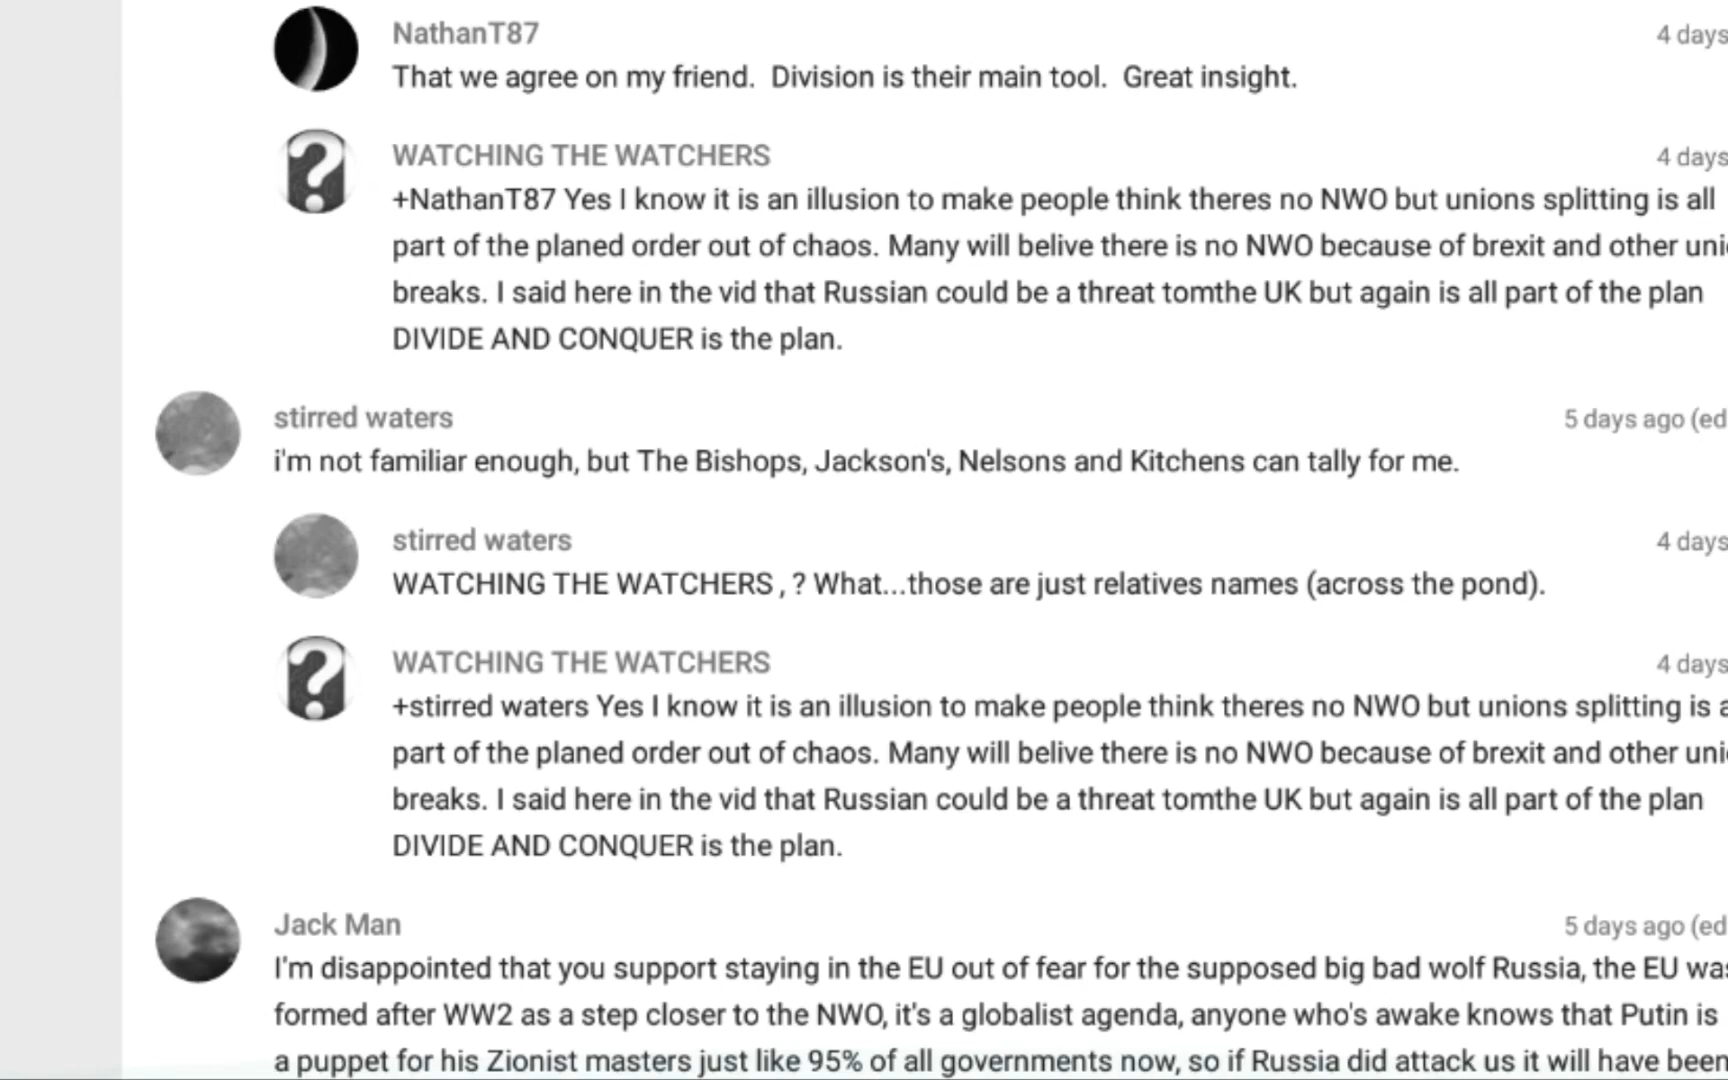 NathanT87 4 days
That we agree on my friend.  Division is their main tool.  Great insight.
WATCHING THE WATCHERS 4 days
+NathanT87 Yes I know it is an illusion to make people think theres no NWO but unions splitting is all
part of the planed order out of chaos. Many will belive there is no NWO because of brexit and other
breaks. I said here in the vid that Russian could be a threat tomthe UK but again is all part of the plan
DIVIDE AND CONQUER is the plan.
stirred waters 5 days ago
i'm not familiar enough, but The Bishops, Jackson's, Nelsons and Kitchens can tally for me.
stirred waters 4 days
WATCHING THE WATCHERS , ? What...those are just relatives names (across the pond).
WATCHING THE WATCHERS 4 days
+stirred waters Yes I know it is an illusion to make people think theres no NWO but unions splitting is
part of the planed order out of chaos. Many will belive there is no NWO because of brexit and other
breaks. I said here in the vid that Russian could be a threat tomthe UK but again is all part of the plan
DIVIDE AND CONQUER is the plan.
Jack Man 5 days ago
I'm disappointed that you support staying in the EU out of fear for the supposed big bad wolf Russia, the EU was
formed after WW2 as a step closer to the NWO, it's a globalist agenda, anyone who's awake knows that Putin is
a puppet for his Zionist masters just like 95% of all governments now, so if Russia did attack us it will have been